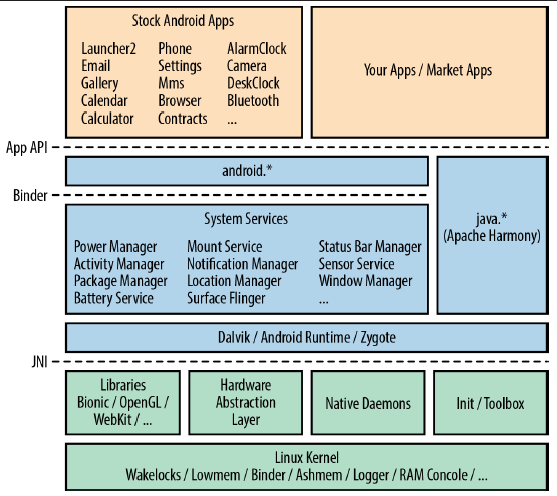 Stock Android Apps
Launcher2 Phone AlarmClock
Email Settings Camera
Gallery Mms DeskClock
Calendar Browser Bluetooth
Calculator Contracts ...
Your Apps / Market Apps
App API
android.*
Binder
System Services
Power Manager Mount Service Status Bar Manager
Activity Manager Notification Manager Sensor Service
Package Manager Location Manager Window Manager
Battery Service Surface Flinger ...
java.*
(Apache Harmony)
Dalvik / Android Runtime / Zygote
JNI
Libraries
Bionic / OpenGL /
WebKit / ...
Hardware
Abstraction
Layer
Native Daemons
Init / Toolbox
Linux Kernel
Wakelocks / Lowmem / Binder / Ashmem / Logger / RAM Concole / ...